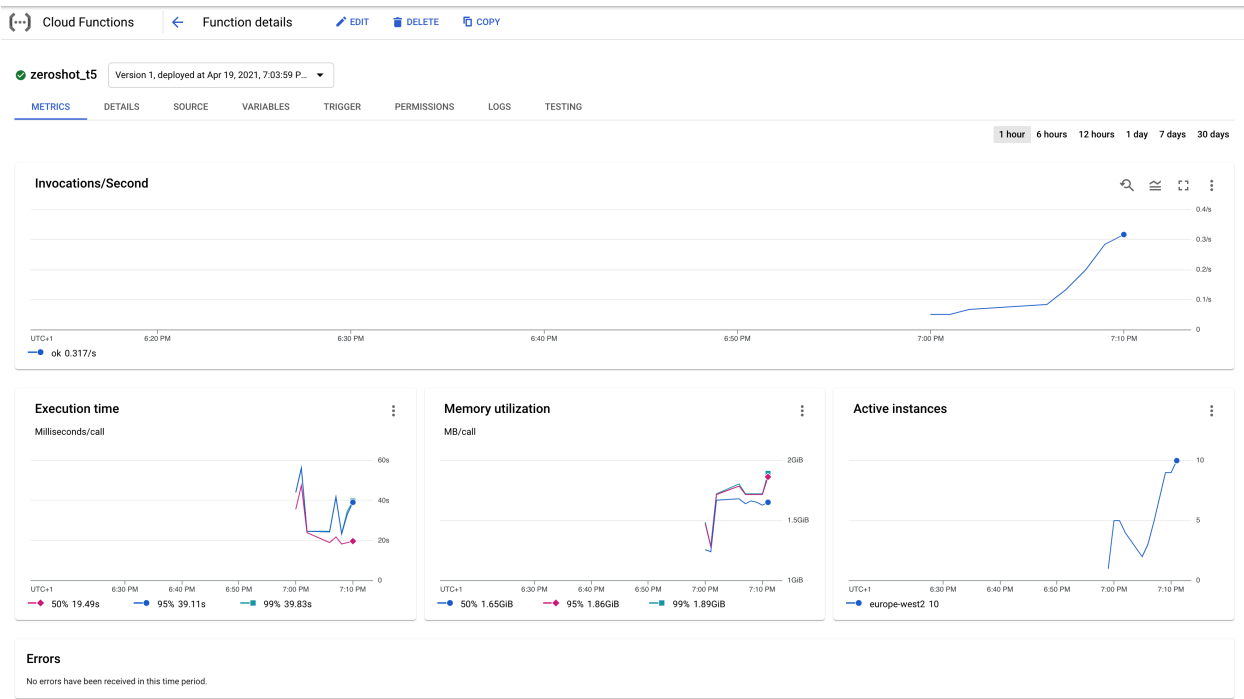 Cloud Functions Function details EDIT DELETE COPY
zeroshot_t5 Version 1, deployed at Apr 19, 2021, 7:03:59 P...
METRICS DETAILS SOURCE VARIABLES TRIGGER PERMISSIONS LOGS TESTING
1 hour 6 hours 12 hours 1 day 7 days 30 days
Invocations/Second
0.4/s
0.3/s
0.2/s
0.1/s
0
UTC+1 6:20 PM 6:30 PM 6:40 PM 6:50 PM 7:00 PM 7:10 PM
ok 0.317/s
Execution time
Milliseconds/call
60s
40s
20s
0
UTC+1 6:30 PM 6:40 PM 6:50 PM 7:00 PM 7:10 PM
50% 19.49s 95% 39.11s 99% 39.83s
Memory utilization
MB/call
2GiB
1.5GiB
1GiB
UTC+1 6:30 PM 6:40 PM 6:50 PM 7:00 PM 7:10 PM
50% 1.65GiB 95% 1.86GiB 99% 1.89GiB
Active instances
10
5
0
UTC+1 6:30 PM 6:40 PM 6:50 PM 7:00 PM 7:10 PM
europe-west2 10
Errors
No errors have been received in this time period.